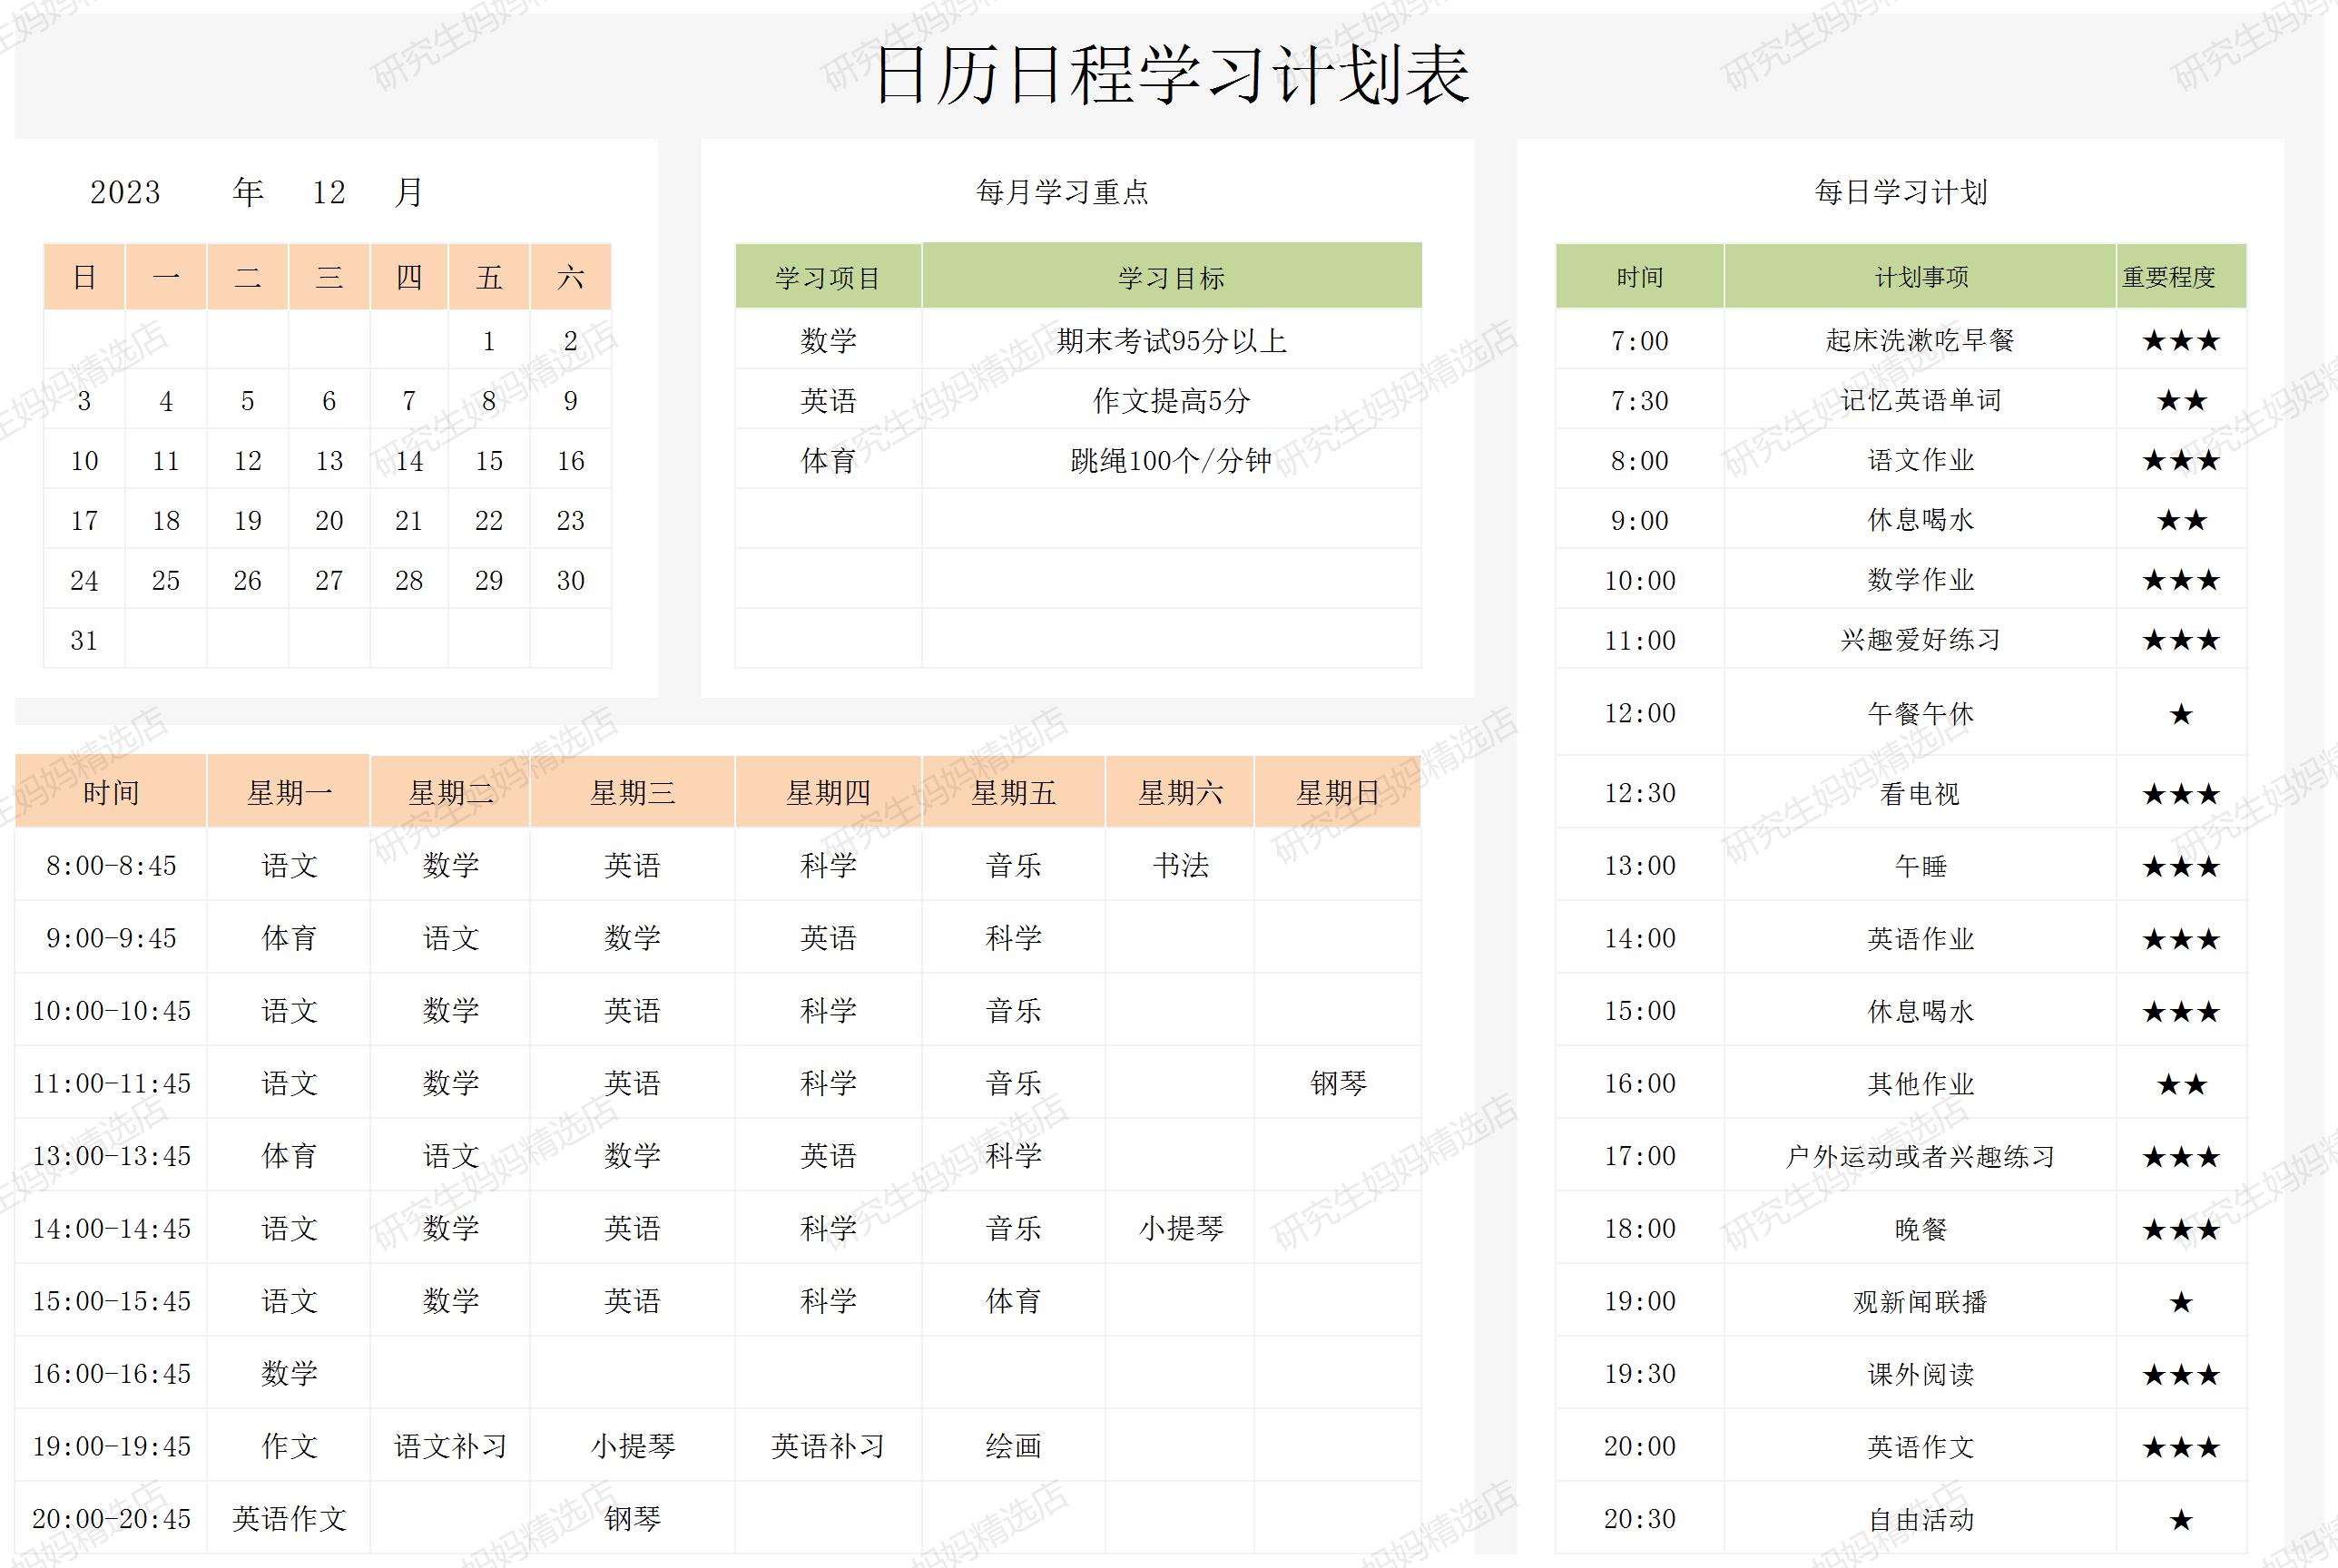 日历日程学习计划表
2023 年 12 月
日 一 二 三 四 五 六
1 2
3 4 5 6 7 8 9
10 11 12 13 14 15 16
17 18 19 20 21 22 23
24 25 26 27 28 29 30
31
每月学习重点
学习项目 学习目标
数学 期末考试95分以上
英语 作文提高5分
体育 跳绳100个/分钟
时间 星期一 星期二 星期三 星期四 星期五 星期六 星期日
8:00-8:45 语文 数学 英语 科学 音乐 书法
9:00-9:45 体育 语文 数学 英语 科学
10:00-10:45 语文 数学 英语 科学 音乐
11:00-11:45 语文 数学 英语 科学 音乐 钢琴
13:00-13:45 体育 语文 数学 英语 科学
14:00-14:45 语文 数学 英语 科学 音乐 小提琴
15:00-15:45 语文 数学 英语 科学 体育
16:00-16:45 数学
19:00-19:45 作文 语文补习 小提琴 英语补习 绘画
20:00-20:45 英语作文 钢琴
每日学习计划
时间 计划事项 重要程度
7:00 起床洗漱吃早餐 ★★★
7:30 记忆英语单词 ★★
8:00 语文作业 ★★★
9:00 休息喝水 ★★
10:00 数学作业 ★★★
11:00 兴趣爱好练习 ★★★
12:00 午餐午休 ★
12:30 看电视 ★★★
13:00 午睡 ★★★
14:00 英语作业 ★★★
15:00 休息喝水 ★★★
16:00 其他作业 ★★
17:00 户外运动或者兴趣练习 ★★★
18:00 晚餐 ★★★
19:00 观新闻联播 ★
19:30 课外阅读 ★★★
20:00 英语作文 ★★★
20:30 自由活动 ★
研究生妈妈精选店